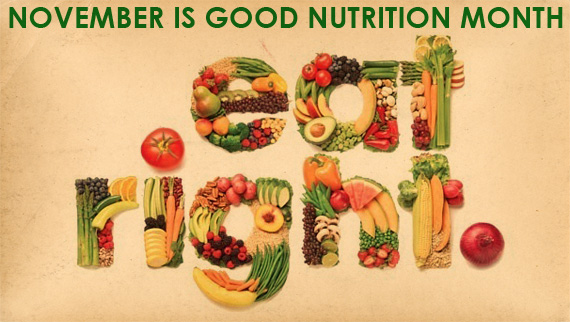 NOVEMBER IS GOOD NUTRITION MONTH
eat
right.